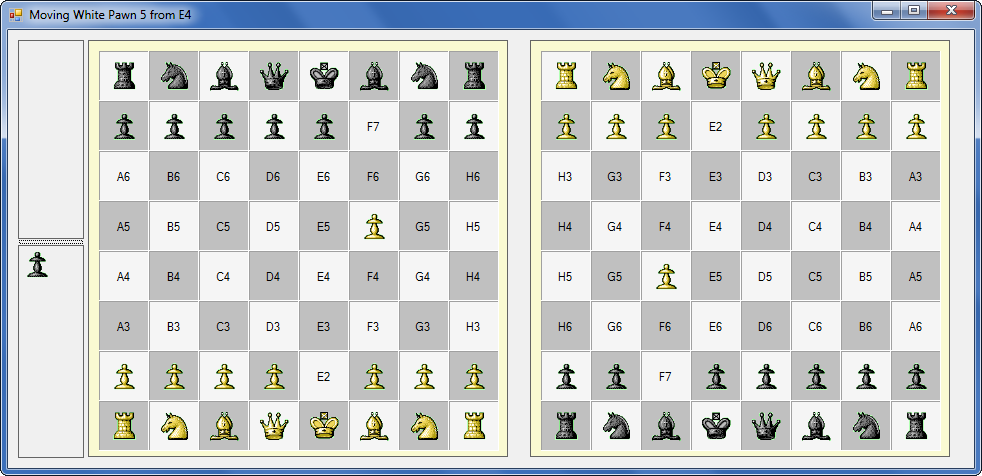 Moving White Pawn 5 from E4
F7
A6 B6 C6 D6 E6 F6 G6 H6
A5 B5 C5 D5 E5 G5 H5
A4 B4 C4 D4 E4 F4 G4 H4
A3 B3 C3 D3 E3 F3 G3 H3
E2
E2
H3 G3 F3 E3 D3 C3 B3 A3
H4 G4 F4 E4 D4 C4 B4 A4
H5 G5 E5 D5 C5 B5 A5
H6 G6 F6 E6 D6 C6 B6 A6
F7